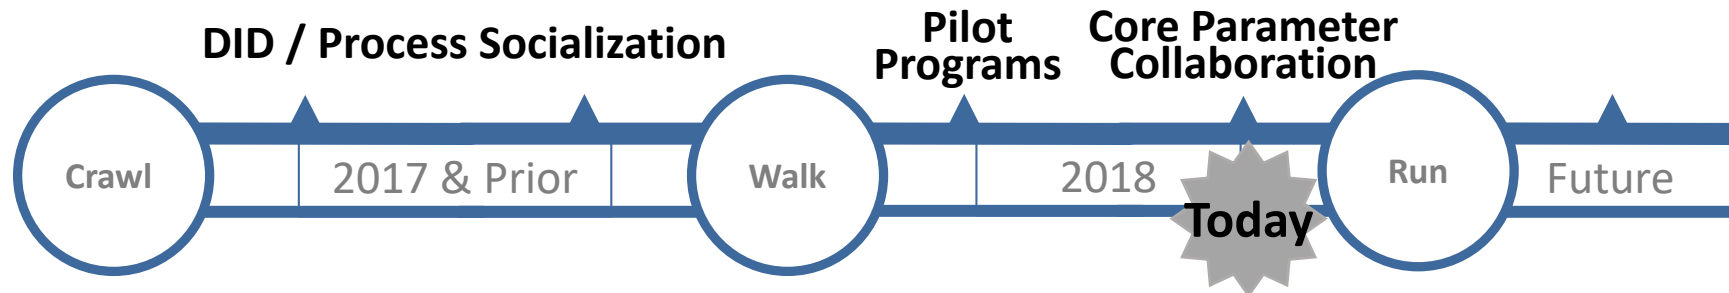 DID / Process Socialization
Pilot
Programs
Core Parameter
Collaboration
Crawl
2017 & Prior
Walk
2018
Today
Run
Future